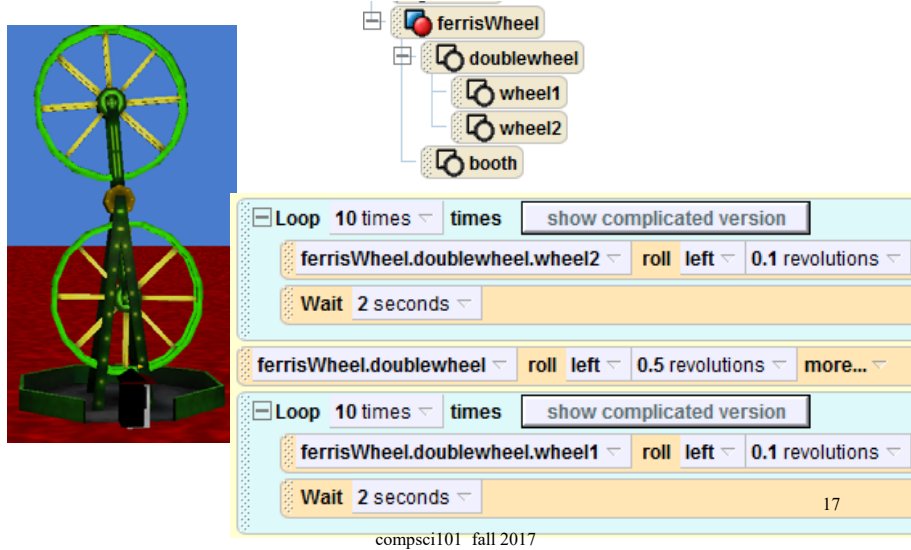 ferrisWheel
doublewheel
wheel1
wheel2
booth
Loop 10 times times show complicated version
ferrisWheel.doublewheel.wheel2 roll left 0.1 revolutions
Wait 2 seconds
ferrisWheel.doublewheel roll left 0.5 revolutions more...
Loop 10 times times show complicated version
ferrisWheel.doublewheel.wheel1 roll left 0.1 revolutions
Wait 2 seconds
17
compsci101 fall 2017